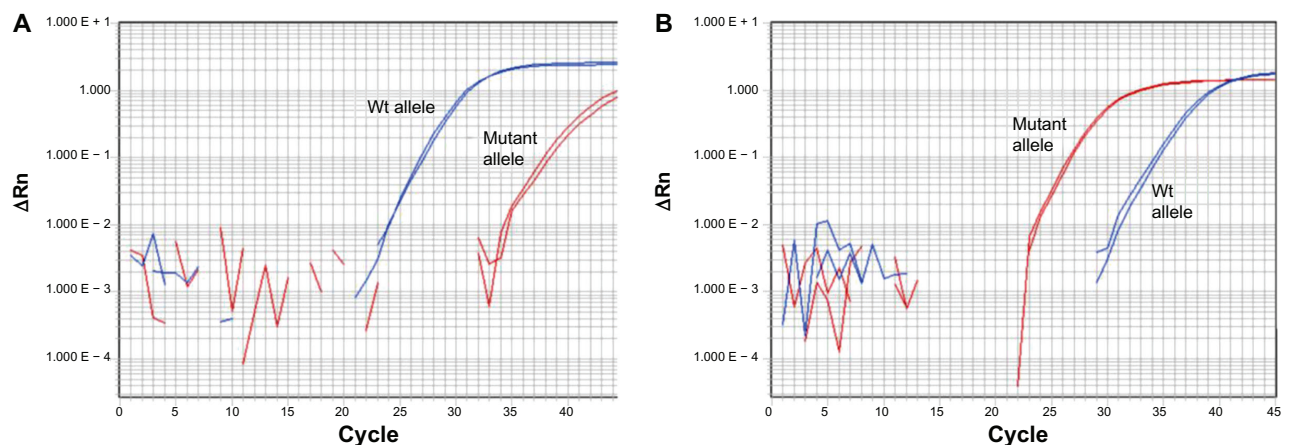 A
1.000 E + 1
1.000
1.000 E − 1
1.000 E − 2
1.000 E − 3
1.000 E − 4
ΔRn
Wt allele
Mutant
allele
0 5 10 15 20 25 30 35 40
Cycle
B
1.000 E + 1
1.000
1.000 E − 1
1.000 E − 2
1.000 E − 3
1.000 E − 4
ΔRn
Mutant
allele
Wt
allele
0 5 10 15 20 25 30 35 40 45
Cycle